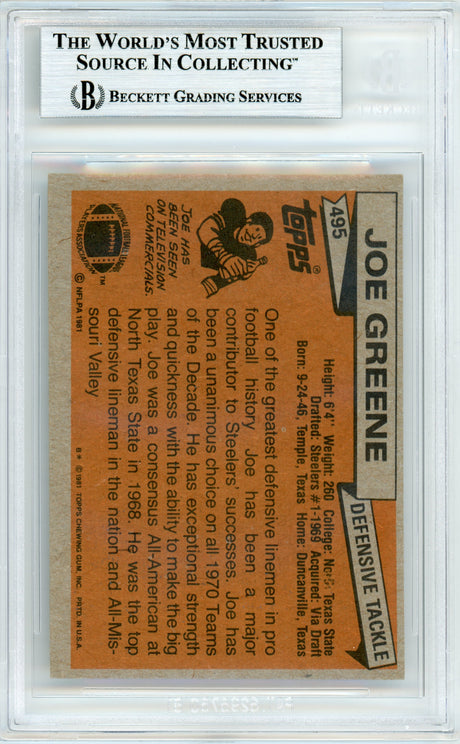 THE WORLD'S MOST TRUSTED
SOURCE IN COLLECTING™
B BECKETT GRADING SERVICES
495
JOE GREENE
DEFENSIVE TACKLE
topps®
Height: 6'4" Weight: 260 College: No. Texas State
Drafted: Steelers #1-1969 Acquired: Via Draft
Born: 9-24-46, Temple, Texas Home: Duncanville, Texas
JOE HAS
BEEN SEEN
ON TELEVISION
COMMERCIALS.
One of the greatest defensive linemen in pro
football history, Joe has been a major
contributor to Steelers' successes. Joe has
been a unanimous choice on all 1970 Teams
of the Decade. He has exceptional strength
and quickness with the ability to make the big
play. Joe was a consensus All-American at
North Texas State in 1968. He was the top
defensive lineman in the nation and All-Mis-
souri Valley
NATIONAL FOOTBALL LEAGUE
PLAYERS ASSOCIATION
TM
© NFLPA 1981
B* © 1981 TOPPS CHEWING GUM, INC. PRTD. IN U.S.A.